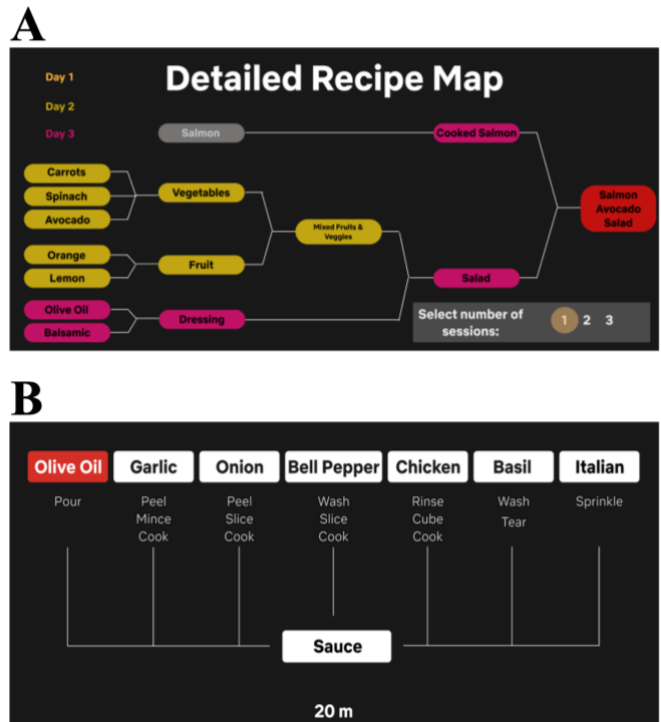 A
Day 1
Detailed Recipe Map
Day 2
Day 3
Salmon
Cooked Salmon
Carrots
Spinach
Avocado
Vegetables
Orange
Lemon
Fruit
Mixed Fruits &
Veggies
Olive Oil
Balsamic
Dressing
Salad
Salmon
Avocado
Salad
Select number of
sessions:
1 2 3
B
Olive Oil
Pour
Garlic
Peel
Mince
Cook
Onion
Peel
Slice
Cook
Bell Pepper
Wash
Slice
Cook
Chicken
Rinse
Cube
Cook
Basil
Wash
Tear
Italian
Sprinkle
Sauce
20 m